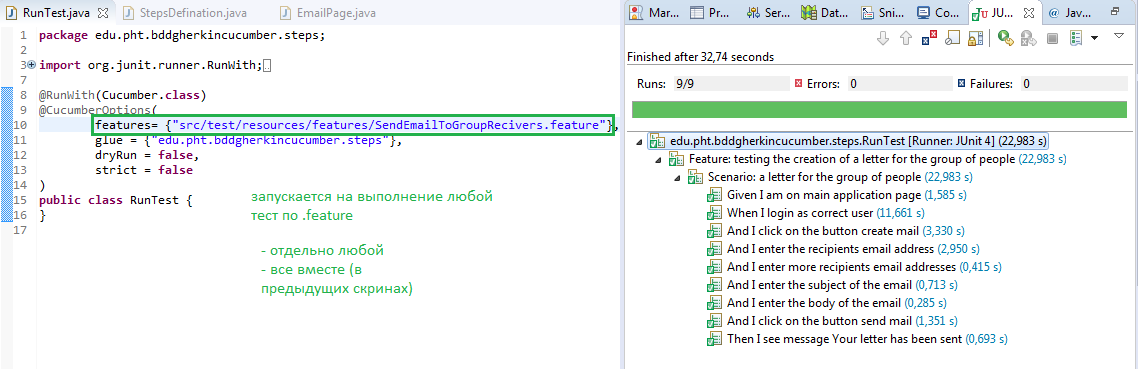 RunTest.java
StepsDefination.java
EmailPage.java
1 package edu.pht.bddgherkincucumber.steps;
2
3 import org.junit.runner.RunWith;
7
8 @RunWith(Cucumber.class)
9 @CucumberOptions(
10 features= {"src/test/resources/features/SendEmailToGroupRecivers.feature"},
11 glue = {"edu.pht.bddgherkincucumber.steps"},
12 dryRun = false,
13 strict = false
14 )
15 public class RunTest {
16 }
17
запускается на выполнение любой
тест по .feature
- отдельно любой
- все вместе (в
предыдущих скринах)
Mar... Pr... Ser... Dat... Sni... Co... JU... Jav...
Finished after 32,74 seconds
Runs: 9/9 Errors: 0 Failures: 0
edu.pht.bddgherkincucumber.steps.RunTest [Runner: JUnit 4] (22,983 s)
Feature: testing the creation of a letter for the group of people (22,983 s)
Scenario: a letter for the group of people (22,983 s)
Given I am on main application page (1,585 s)
When I login as correct user (11,661 s)
And I click on the button create mail (3,330 s)
And I enter the recipients email address (2,950 s)
And I enter more recipients email addresses (0,415 s)
And I enter the subject of the email (0,713 s)
And I enter the body of the email (0,285 s)
And I click on the button send mail (1,351 s)
Then I see message Your letter has been sent (0,693 s)